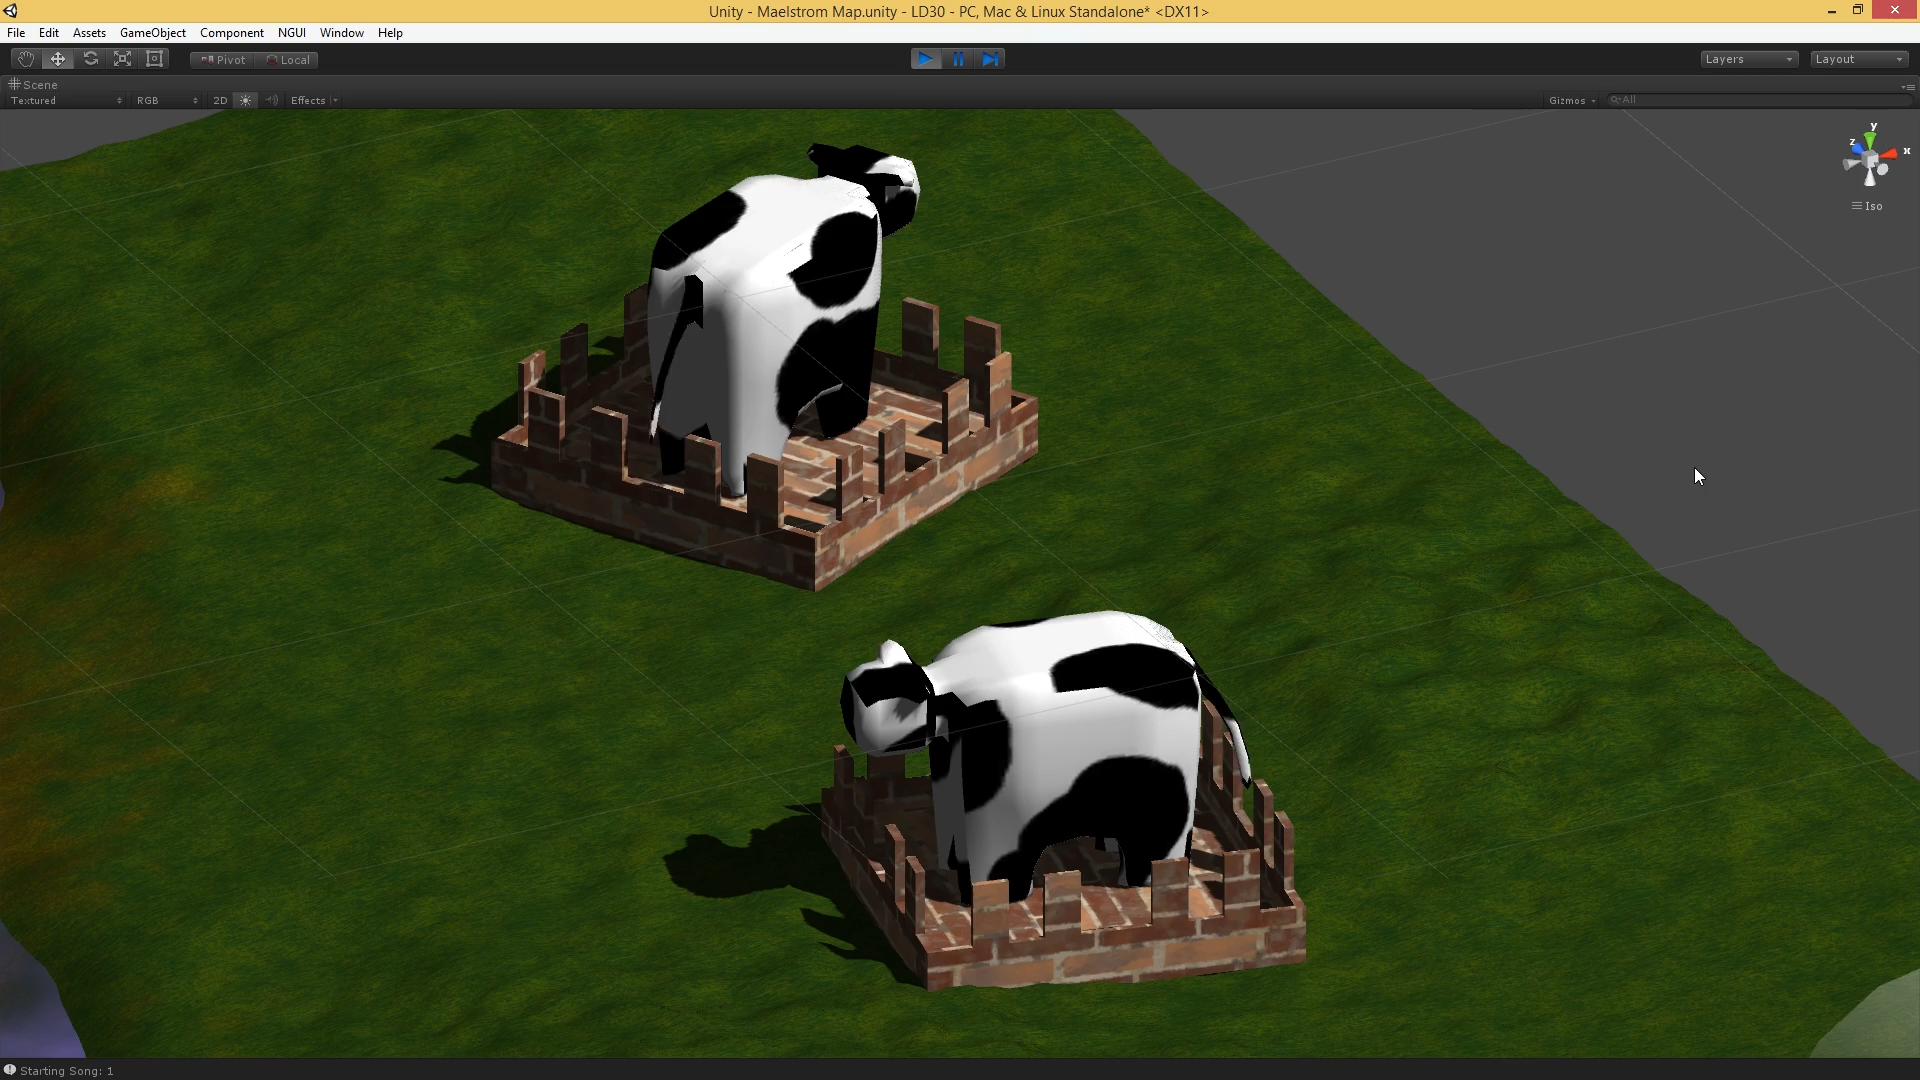 Unity - Maelstrom Map.unity - LD30 - PC, Mac & Linux Standalone* <DX11>
File Edit Assets GameObject Component NGUI Window Help
Pivot Local Layers Layout
Scene
Textured RGB 2D Effects Gizmos All
y
z x
Iso
Starting Song: 1